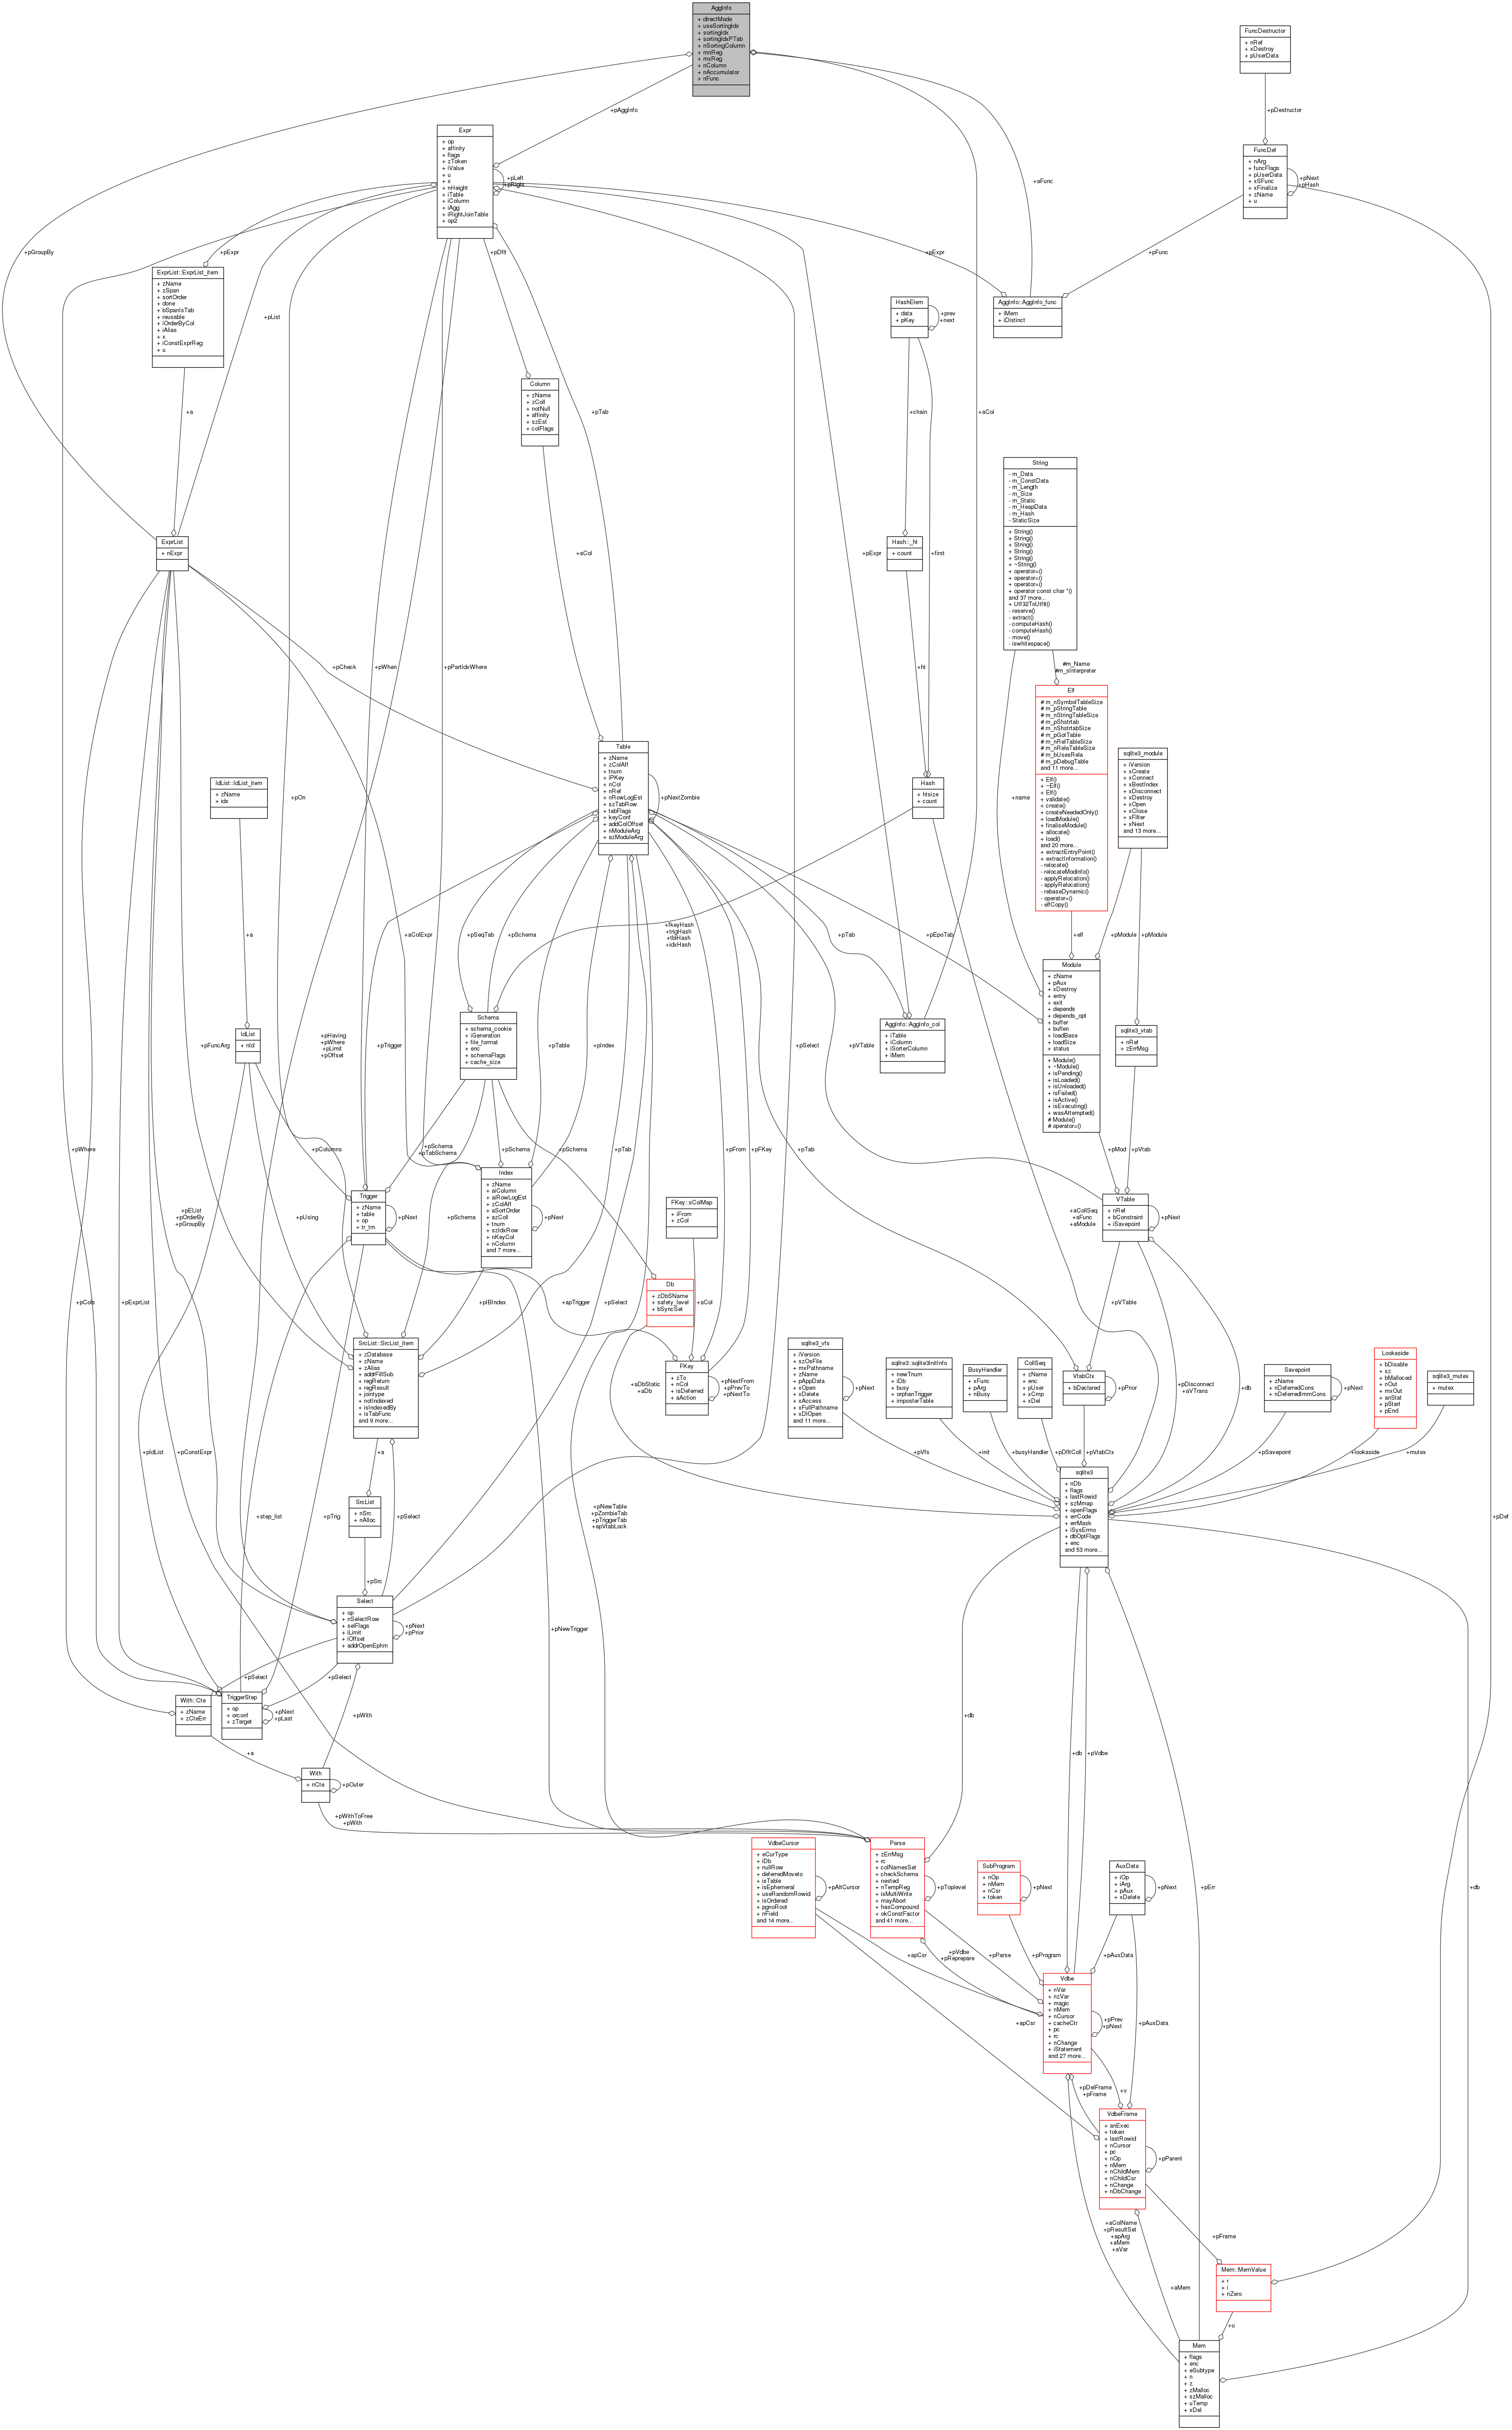 AggInfo
+ directMode
+ useSortingIdx
+ sortingIdx
+ sortingIdxPTab
+ nSortingColumn
+ mnReg
+ mxReg
+ nColumn
+ nAccumulator
+ nFunc
FuncDestructor
+ nRef
+ xDestroy
+ pUserData
+pAggInfo
+pDestructor
Expr
+ op
+ affinity
+ flags
+ zToken
+ iValue
+ u
+ x
+ nHeight
+ iTable
+ iColumn
+ iAgg
+ iRightJoinTable
+ op2
+pLeft
+pRight
FuncDef
+ nArg
+ funcFlags
+ pUserData
+ xSFunc
+ xFinalize
+ zName
+ u
+pNext
+pHash
+aFunc
+pGroupBy
+pExpr
+pDflt
+pExpr
+pFunc
ExprList::ExprList_item
+ zName
+ zSpan
+ sortOrder
+ done
+ bSpanIsTab
+ reusable
+ iOrderByCol
+ iAlias
+ x
+ iConstExprReg
+ u
+pList
HashElem
+ data
+ pKey
+prev
+next
AggInfo::AggInfo_func
+ iMem
+ iDistinct
Column
+ zName
+ zColl
+ notNull
+ affinity
+ szEst
+ colFlags
+a
+pTab
+chain
+aCol
String
- m_Data
- m_ConstData
- m_Length
- m_Size
- m_Static
- m_HeapData
- m_Hash
- StaticSize
+ String()
+ String()
+ String()
+ String()
+ String()
+ ~String()
+ operator=()
+ operator=()
+ operator=()
+ operator const char *()
and 37 more...
+ Utf32ToUtf8()
- reserve()
- extract()
- computeHash()
- computeHash()
- move()
- iswhitespace()
ExprList
+ nExpr
+aCol
+pExpr
Hash::_ht
+ count
+first
+pCheck
+pWhen
+pPartIdxWhere
+ht
#m_Name
#m_sInterpreter
Elf
# m_nSymbolTableSize
# m_pStringTable
# m_nStringTableSize
# m_pShstrtab
# m_nShstrtabSize
# m_pGotTable
# m_nRelTableSize
# m_nRelaTableSize
# m_bUsesRela
# m_pDebugTable
and 11 more...
+ Elf()
+ ~Elf()
+ Elf()
+ validate()
+ create()
+ createNeededOnly()
+ loadModule()
+ finaliseModule()
+ allocate()
+ load()
and 20 more...
+ extractEntryPoint()
+ extractInformation()
- relocate()
- relocateModinfo()
- applyRelocation()
- applyRelocation()
- rebaseDynamic()
- operator=()
- elfCopy()
Table
+ zName
+ zColAff
+ tnum
+ iPKey
+ nCol
+ nRef
+ nRowLogEst
+ szTabRow
+ tabFlags
+ keyConf
+ addColOffset
+ nModuleArg
+ azModuleArg
+pNextZombie
sqlite3_module
+ iVersion
+ xCreate
+ xConnect
+ xBestIndex
+ xDisconnect
+ xDestroy
+ xOpen
+ xClose
+ xFilter
+ xNext
and 13 more...
IdList::IdList_item
+ zName
+ idx
+pOn
Hash
+ htsize
+ count
+name
+a
+aColExpr
+pSeqTab
+pSchema
+fkeyHash
+trigHash
+tblHash
+idxHash
+pTab
+pEpoTab
+elf
+pModule
+pModule
Module
+ zName
+ pAux
+ xDestroy
+ entry
+ exit
+ depends
+ depends_opt
+ buffer
+ buflen
+ loadBase
+ loadSize
+ status
+ Module()
+ ~Module()
+ isPending()
+ isLoaded()
+ isUnloaded()
+ isFailed()
+ isActive()
+ isExecuting()
+ wasAttempted()
# Module()
# operator=()
Schema
+ schema_cookie
+ iGeneration
+ file_format
+ enc
+ schemaFlags
+ cache_size
AggInfo::AggInfo_col
+ iTable
+ iColumn
+ iSorterColumn
+ iMem
sqlite3_vtab
+ nRef
+ zErrMsg
IdList
+ nId
+pFuncArg
+pHaving
+pWhere
+pLimit
+pOffset
+pTrigger
+pTable
+pIndex
+pSelect
+pVTable
+pWhere
+pColumns
+pSchema
+pTabSchema
+pSchema
+pTab
+pSchema
+pFrom
+pFKey
+pTab
+pMod
+pVtab
Index
+ zName
+ aiColumn
+ aiRowLogEst
+ zColAff
+ aSortOrder
+ azColl
+ tnum
+ szIdxRow
+ nKeyCol
+ nColumn
and 7 more...
+pNext
Trigger
+ zName
+ table
+ op
+ tr_tm
+pNext
FKey::sColMap
+ iFrom
+ zCol
VTable
+ nRef
+ bConstraint
+ iSavepoint
+pNext
+pEList
+pOrderBy
+pGroupBy
+pUsing
+pSchema
+aCollSeq
+aFunc
+aModule
Db
+ zDbSName
+ safety_level
+ bSyncSet
+pCols
+pExprList
+pIBIndex
+apTrigger
+pSelect
+aCol
+pVTable
SrcList::SrcList_item
+ zDatabase
+ zName
+ zAlias
+ addrFillSub
+ regReturn
+ regResult
+ jointype
+ notIndexed
+ isIndexedBy
+ isTabFunc
and 9 more...
FKey
+ zTo
+ nCol
+ isDeferred
+ aAction
+pNextFrom
+pPrevTo
+pNextTo
+aDbStatic
+aDb
sqlite3_vfs
+ iVersion
+ szOsFile
+ mxPathname
+ zName
+ pAppData
+ xOpen
+ xDelete
+ xAccess
+ xFullPathname
+ xDlOpen
and 11 more...
+pNext
sqlite3::sqlite3InitInfo
+ newTnum
+ iDb
+ busy
+ orphanTrigger
+ imposterTable
BusyHandler
+ xFunc
+ pArg
+ nBusy
CollSeq
+ zName
+ enc
+ pUser
+ xCmp
+ xDel
VtabCtx
+ bDeclared
+pPrior
+pDisconnect
+aVTrans
+db
Savepoint
+ zName
+ nDeferredCons
+ nDeferredImmCons
+pNext
Lookaside
+ bDisable
+ sz
+ bMalloced
+ nOut
+ mxOut
+ anStat
+ pStart
+ pEnd
sqlite3_mutex
+ mutex
+pIdList
+pConstExpr
+a
+pVfs
+init
+busyHandler
+pDfltColl
+pVtabCtx
+pSavepoint
+lookaside
+mutex
sqlite3
+ nDb
+ flags
+ lastRowid
+ szMmap
+ openFlags
+ errCode
+ errMask
+ iSysErrno
+ dbOptFlags
+ enc
and 53 more...
SrcList
+ nSrc
+ nAlloc
+step_list
+pTrig
+pSelect
+pNewTable
+pZombieTab
+pTriggerTab
+apVtabLock
+pDef
+pSrc
Select
+ op
+ nSelectRow
+ selFlags
+ iLimit
+ iOffset
+ addrOpenEphm
+pNext
+pPrior
+pNewTrigger
+pSelect
+pSelect
With::Cte
+ zName
+ zCteErr
TriggerStep
+ op
+ orconf
+ zTarget
+pNext
+pLast
+pWith
+db
+a
+db
+pVdbe
With
+ nCte
+pOuter
+pWithToFree
+pWith
VdbeCursor
+ eCurType
+ iDb
+ nullRow
+ deferredMoveto
+ isTable
+ isEphemeral
+ useRandomRowid
+ isOrdered
+ pgnoRoot
+ nField
and 14 more...
+pAltCursor
Parse
+ zErrMsg
+ rc
+ colNamesSet
+ checkSchema
+ nested
+ nTempReg
+ isMultiWrite
+ mayAbort
+ hasCompound
+ okConstFactor
and 41 more...
+pToplevel
SubProgram
+ nOp
+ nMem
+ nCsr
+ token
+pNext
AuxData
+ iOp
+ iArg
+ pAux
+ xDelete
+pNext
+pErr
+db
+apCsr
+pVdbe
+pReprepare
+pParse
+pProgram
+pAuxData
Vdbe
+ nVar
+ nzVar
+ magic
+ nMem
+ nCursor
+ cacheCtr
+ pc
+ rc
+ nChange
+ iStatement
and 27 more...
+pPrev
+pNext
+apCsr
+pAuxData
+pDelFrame
+pFrame
+v
VdbeFrame
+ anExec
+ token
+ lastRowid
+ nCursor
+ pc
+ nOp
+ nMem
+ nChildMem
+ nChildCsr
+ nChange
+ nDbChange
+pParent
+aColName
+pResultSet
+apArg
+aMem
+aVar
+pFrame
Mem::MemValue
+ r
+ i
+ nZero
+aMem
+u
Mem
+ flags
+ enc
+ eSubtype
+ n
+ z
+ zMalloc
+ szMalloc
+ uTemp
+ xDel